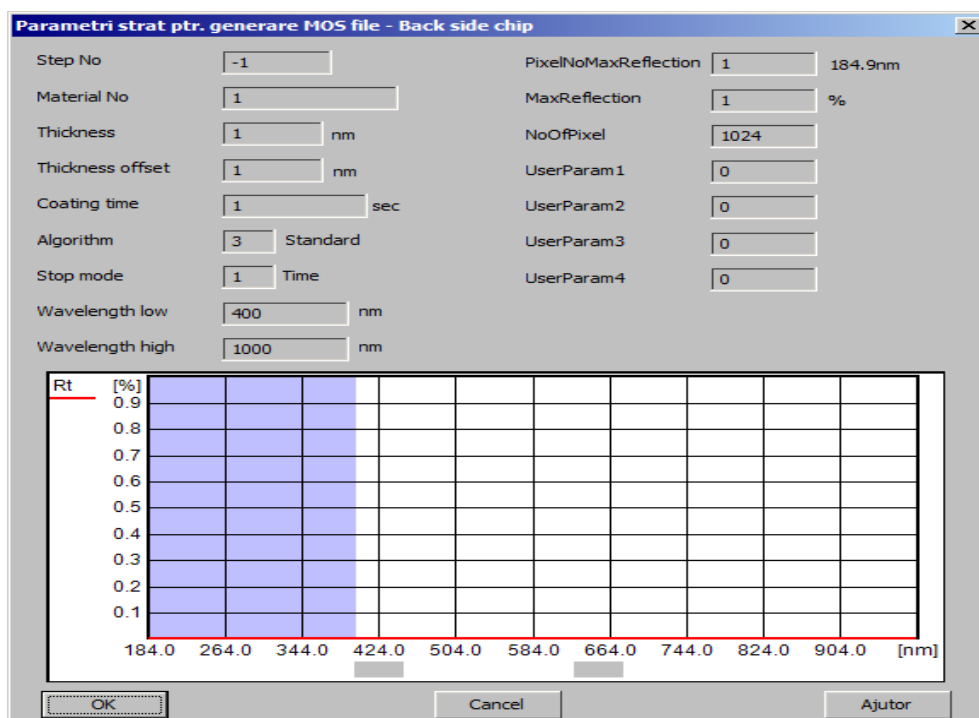 Parametri strat ptr. generare MOS file - Back side chip
Step No -1
Material No 1
Thickness 1 nm
Thickness offset 1 nm
Coating time 1 sec
Algorithm 3 Standard
Stop mode 1 Time
Wavelength low 400 nm
Wavelength high 1000 nm
PixelNoMaxReflection 1 184.9nm
MaxReflection 1 %
NoOfPixel 1024
UserParam1 0
UserParam2 0
UserParam3 0
UserParam4 0
Rt [%]
0.9
0.8
0.7
0.6
0.5
0.4
0.3
0.2
0.1
184.0 264.0 344.0 424.0 504.0 584.0 664.0 744.0 824.0 904.0 [nm]
OK Cancel Ajutor